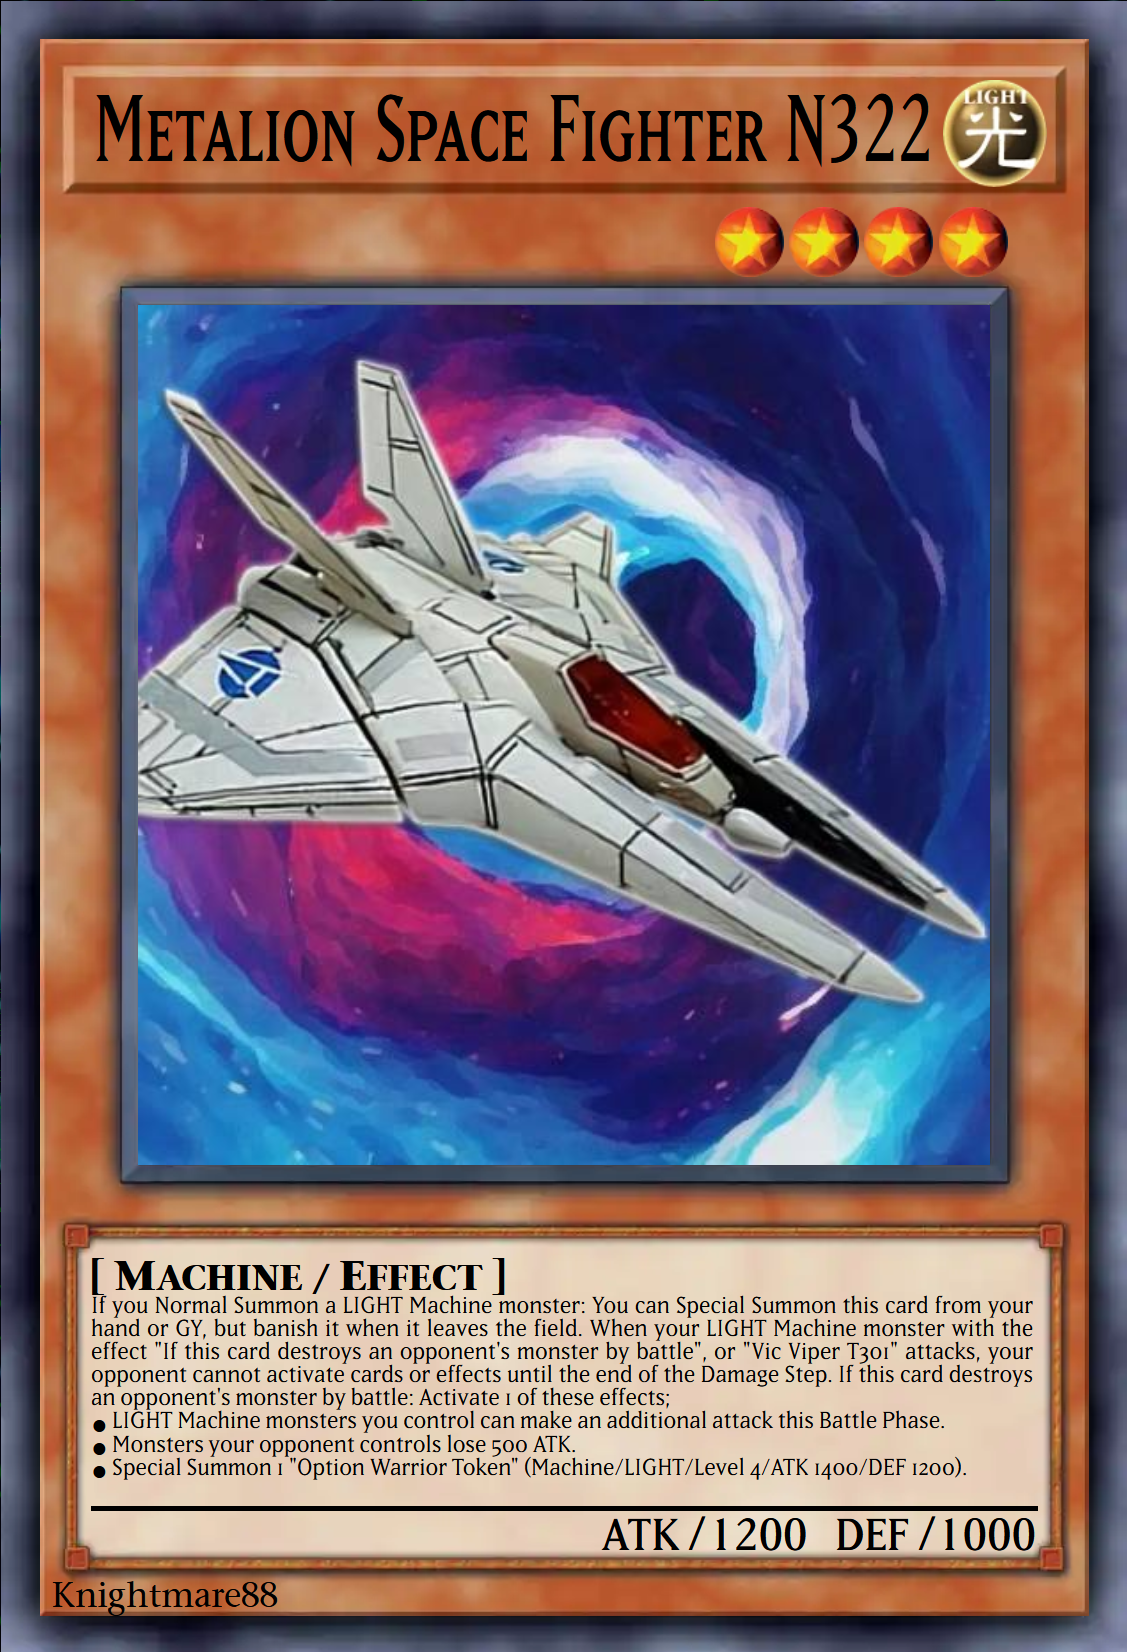 Metalion Space Fighter N322
LIGHT
光
[ Machine / Effect ]
If you Normal Summon a LIGHT Machine monster: You can Special Summon this card from your
hand or GY, but banish it when it leaves the field. When your LIGHT Machine monster with the
effect "If this card destroys an opponent's monster by battle", or "Vic Viper T301" attacks, your
opponent cannot activate cards or effects until the end of the Damage Step. If this card destroys
an opponent's monster by battle: Activate 1 of these effects;
● LIGHT Machine monsters you control can make an additional attack this Battle Phase.
● Monsters your opponent controls lose 500 ATK.
● Special Summon 1 "Option Warrior Token" (Machine/LIGHT/Level 4/ATK 1400/DEF 1200).
ATK/1200 DEF/1000
Knightmare88